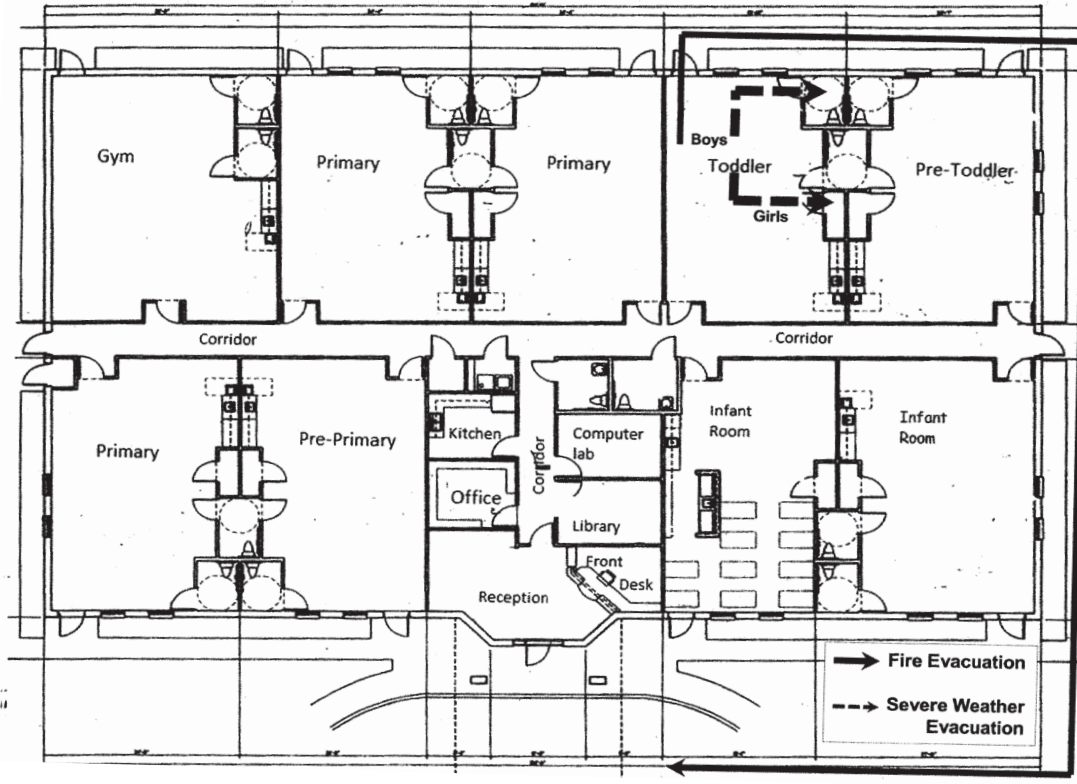 Gym
Primary
Primary
Boys
Toddler
Girls
Pre-Toddler
Corridor
Corridor
Primary
Pre-Primary
Kitchen
Office
Corridor
Computer
lab
Library
Front
Desk
Reception
Infant
Room
Infant
Room
Fire Evacuation
Severe Weather
Evacuation